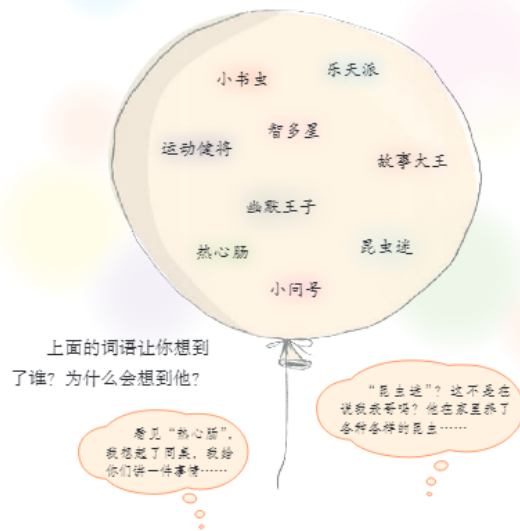 小书虫
乐天派
智多星
运动健将
故事大王
幽默王子
热心肠
昆虫迷
小问号
上面的词语让你想到
了谁？为什么会想到他？
“昆虫迷”？这不是在
说我表哥吗？他在家里养了
各种各样的昆虫……
看见“热心肠”，
我想起了同桌，我给
你们讲一件事情……